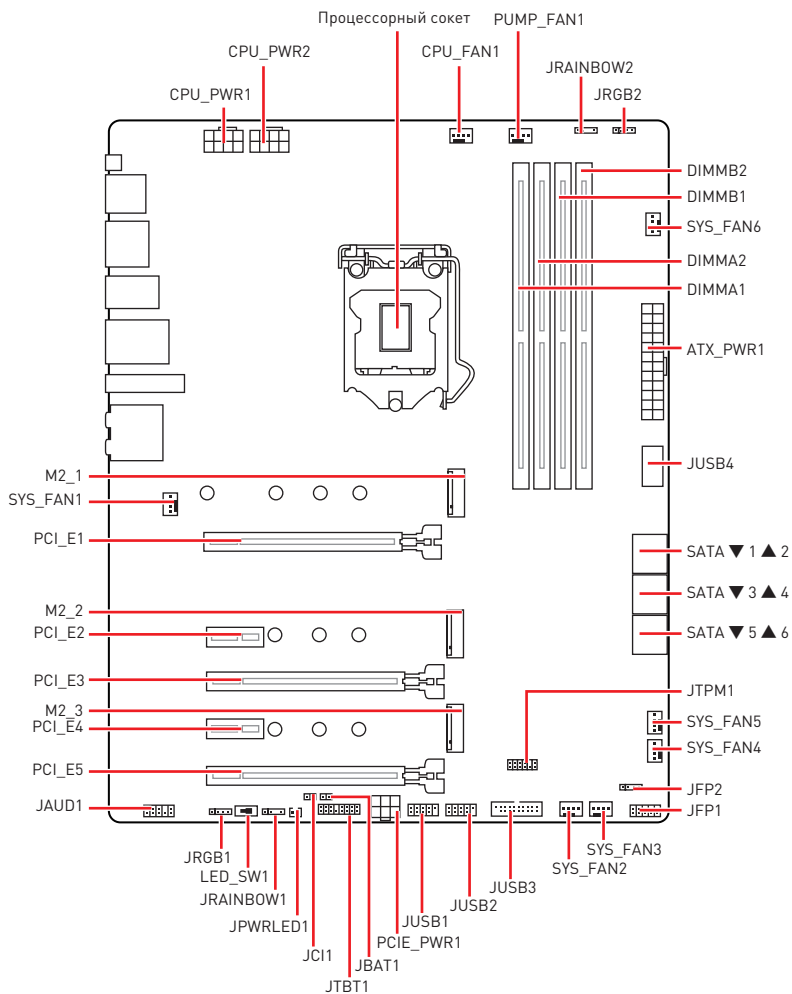 Процессорный сокет
PUMP_FAN1
CPU_PWR2
CPU_FAN1
JRAINBOW2
CPU_PWR1
JRGB2
DIMMB2
DIMMB1
SYS_FAN6
DIMMA2
DIMMA1
ATX_PWR1
M2_1
JUSB4
SYS_FAN1
PCI_E1
SATA ▼ 1 ▲ 2
SATA ▼ 3 ▲ 4
M2_2
PCI_E2
SATA ▼ 5 ▲ 6
PCI_E3
JTPM1
M2_3
PCI_E4
SYS_FAN5
SYS_FAN4
PCI_E5
JFP2
JAUD1
JFP1
JRGB1
SYS_FAN3
LED_SW1
SYS_FAN2
JRAINBOW1
JUSB3
JUSB2
JPWRLED1
JUSB1
PCIE_PWR1
JCI1
JBAT1
JTBT1